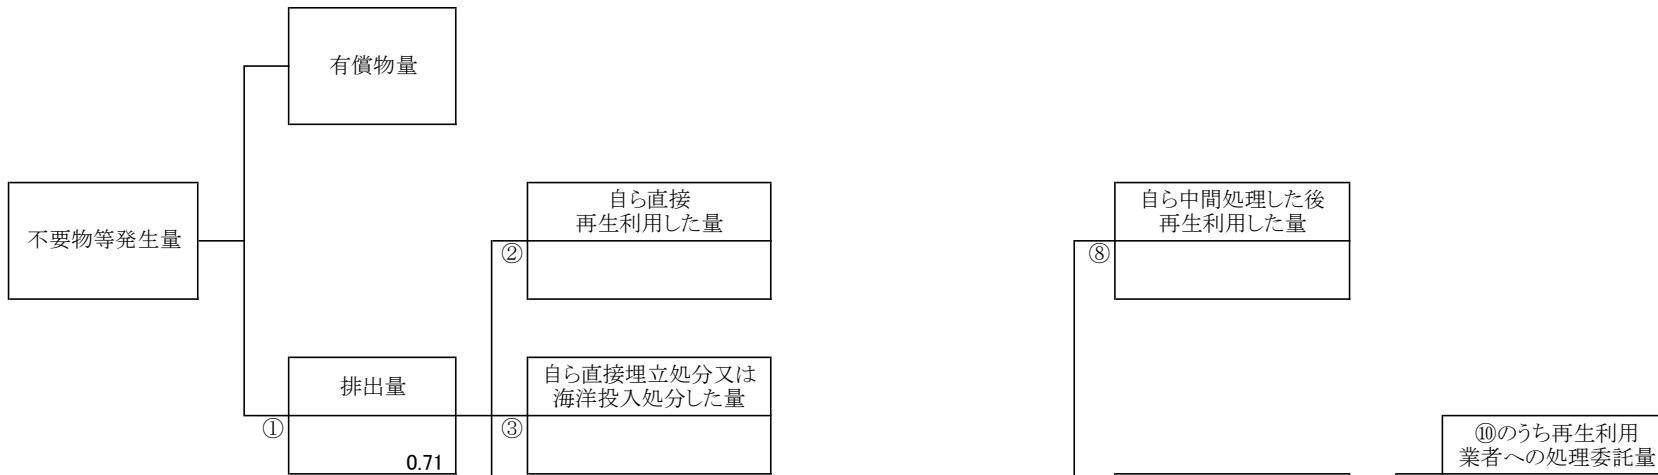 有償物量
不要物等発生量
自ら直接
再生利用した量
②
自ら中間処理した後
再生利用した量
⑧
排出量
①
0.71
自ら直接埋立処分又は
海洋投入処分した量
③
⑩のうち再生利用
業者への処理委託量